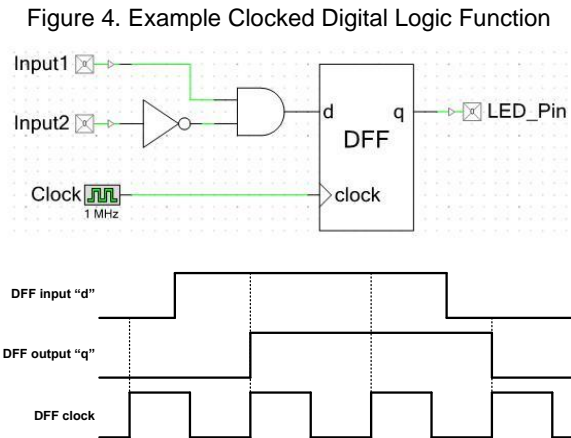 Figure 4. Example Clocked Digital Logic Function
Input1
Input2
d
q
LED_Pin
DFF
Clock
1 MHz
clock
DFF input “d”
DFF output “q”
DFF clock